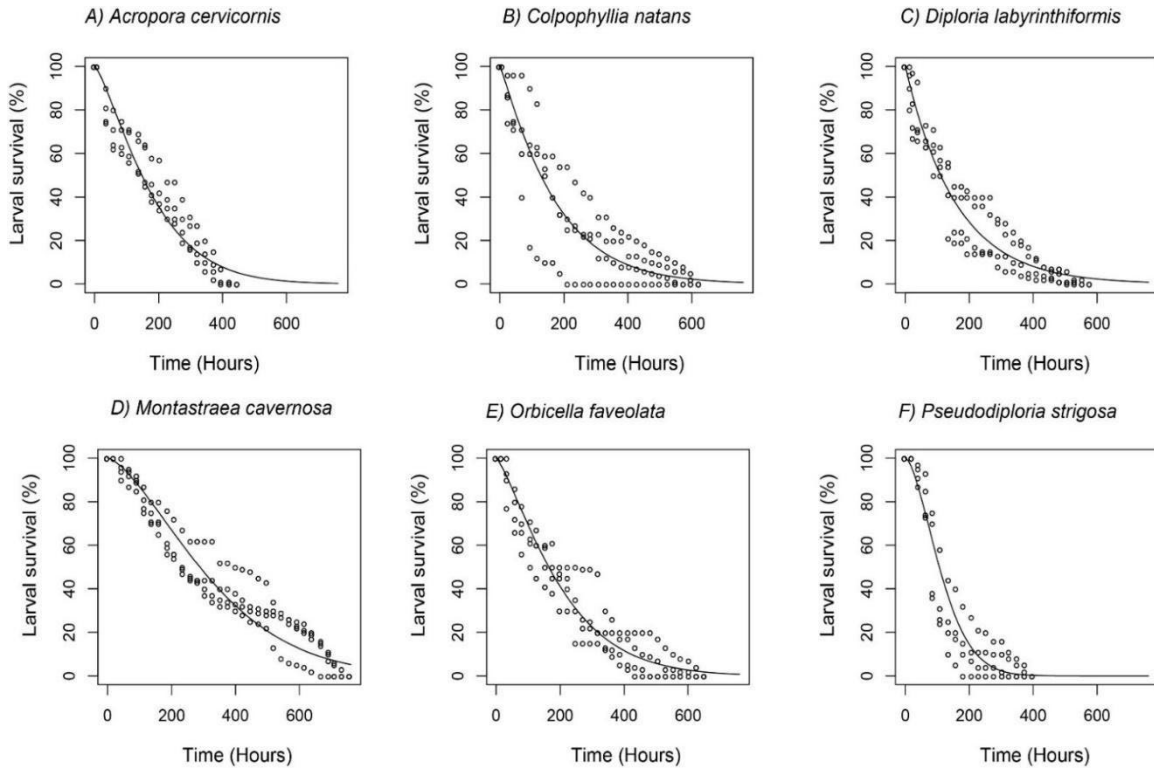 A) Acropora cervicornis
B) Colpophyllia natans
C) Diploria labyrinthiformis
Larval survival (%)
0 20 40 60 80 100
0 200 400 600
Time (Hours)
Larval survival (%)
0 20 40 60 80 100
0 200 400 600
Time (Hours)
Larval survival (%)
0 20 40 60 80 100
0 200 400 600
Time (Hours)
D) Montastraea cavernosa
E) Orbicella faveolata
F) Pseudodiploria strigosa
Larval survival (%)
0 20 40 60 80 100
0 200 400 600
Time (Hours)
Larval survival (%)
0 20 40 60 80 100
0 200 400 600
Time (Hours)
Larval survival (%)
0 20 40 60 80 100
0 200 400 600
Time (Hours)